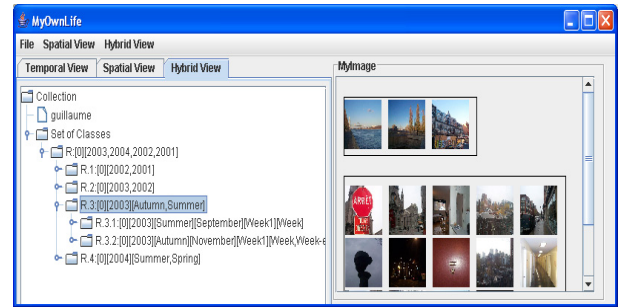 MyOwnLife
File Spatial View Hybrid View
Temporal View Spatial View Hybrid View
MyImage
Collection
guillaume
Set of Classes
R:[0][2003,2004,2002,2001]
R.1:[0][2002,2001]
R.2:[0][2003,2002]
R.3:[0][2003][Autumn,Summer]
R.3.1:[0][2003][Summer][September][Week1][Week]
R.3.2:[0][2003][Autumn][November][Week1][Week,Week-e
R.4:[0][2004][Summer,Spring]
ARRÊT